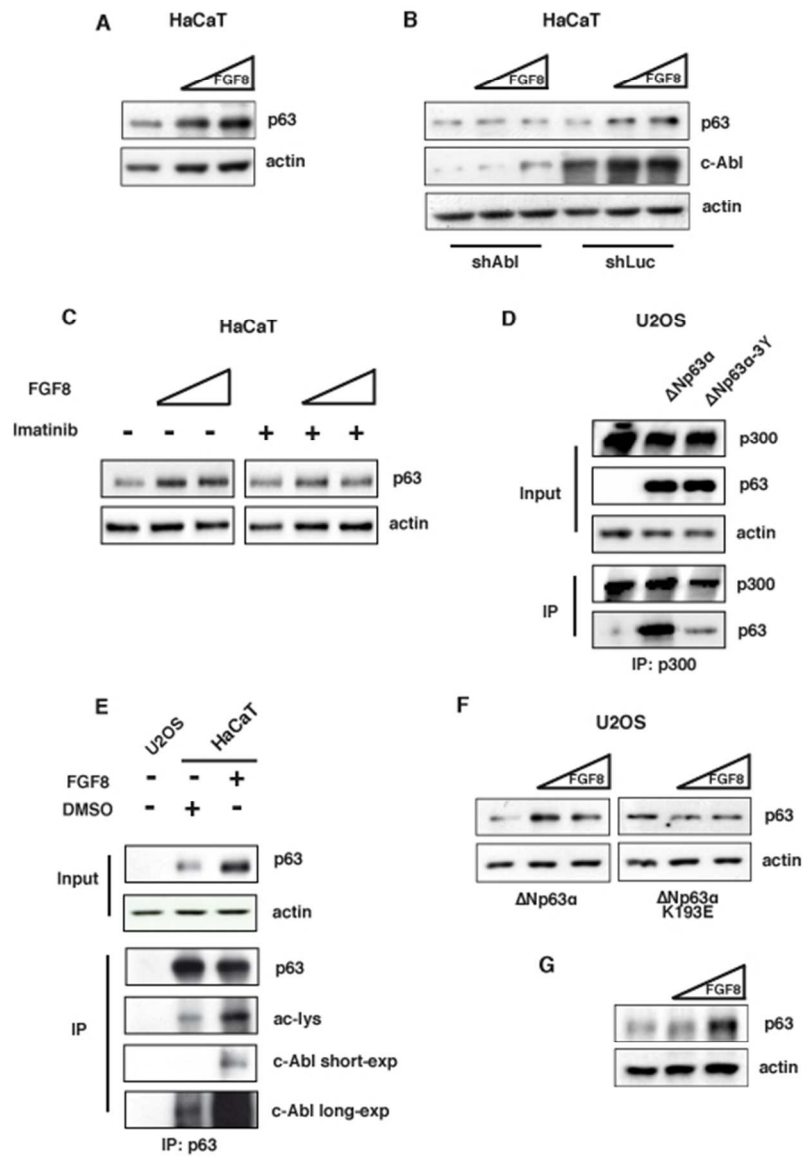 A
HaCaT
FGF8
p63
actin
B
HaCaT
FGF8
FGF8
p63
c-Abl
actin
shAbl
shLuc
C
HaCaT
FGF8
Imatinib
- - - + + +
p63
actin
D
U2OS
ΔNp63α
ΔNp63α-3Y
Input
p300
p63
actin
IP
p300
p63
IP: p300
E
U2OS
HaCaT
FGF8
- - +
DMSO
- + -
Input
p63
actin
IP
p63
ac-lys
c-Abl short-exp
c-Abl long-exp
IP: p63
F
U2OS
FGF8
FGF8
p63
actin
ΔNp63α
ΔNp63α
K193E
G
FGF8
p63
actin